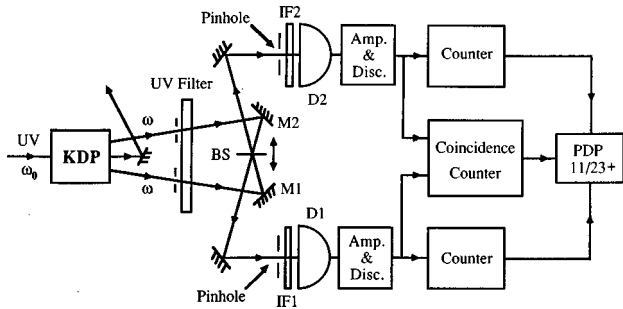 Pinhole
IF2
Amp.
&
Disc.
Counter
UV Filter
D2
ω
M2
UV
KDP
BS
Coincidence
Counter
PDP
11/23+
ω₀
ω
M1
D1
Amp.
&
Disc.
Counter
Pinhole
IF1